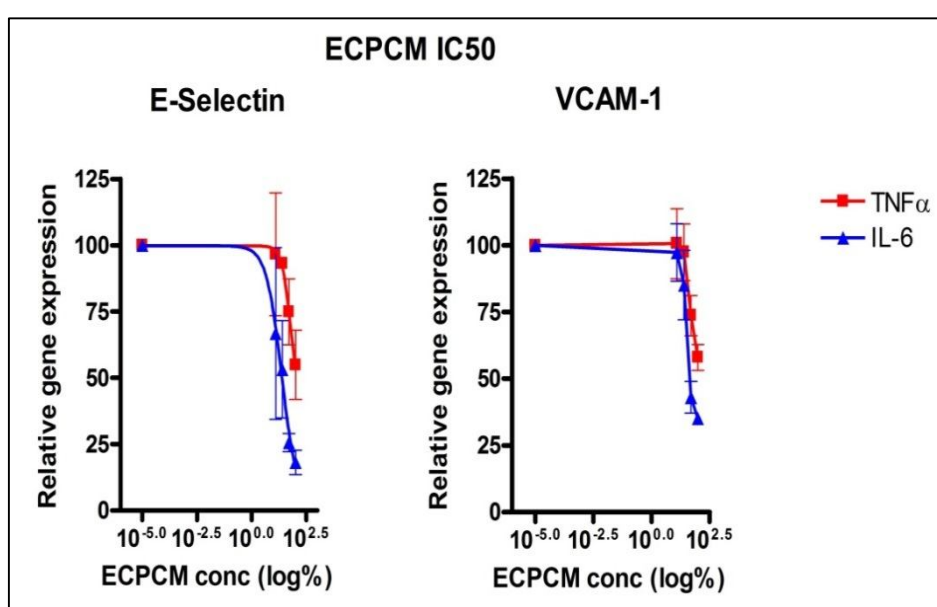 ECPCM IC50
E-Selectin
Relative gene expression
125
100
75
50
25
0
10^-5.0 10^-2.5 10^0.0 10^2.5
ECPCM conc (log%)
VCAM-1
Relative gene expression
125
100
75
50
25
0
10^-5.0 10^-2.5 10^0.0 10^2.5
ECPCM conc (log%)
TNFα
IL-6